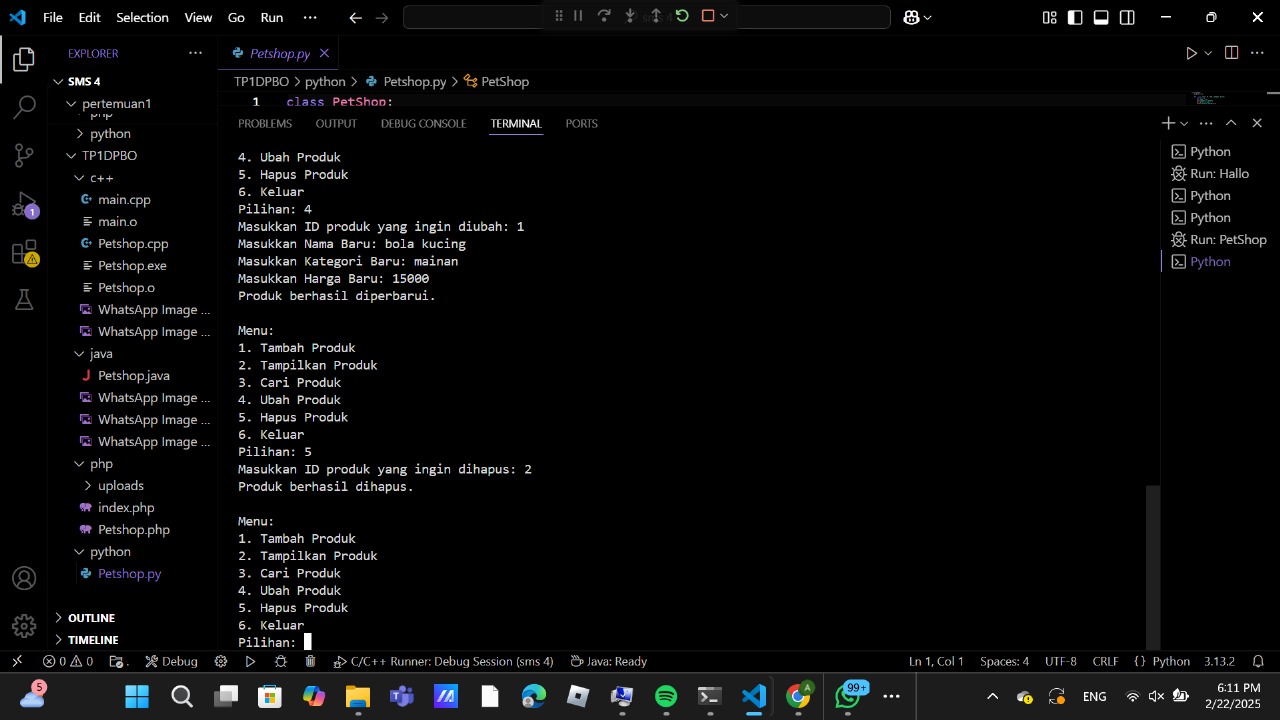 File Edit Selection View Go Run ···
EXPLORER ···
Petshop.py
SMS 4
TP1DPBO > python > Petshop.py > PetShop
1 class PetShop:
pertemuan1
php
python
TP1DPBO
c++
main.cpp
main.o
Petshop.cpp
Petshop.exe
Petshop.o
WhatsApp Image ...
WhatsApp Image ...
java
Petshop.java
WhatsApp Image ...
WhatsApp Image ...
WhatsApp Image ...
php
uploads
index.php
Petshop.php
python
Petshop.py
OUTLINE
TIMELINE
1
PROBLEMS OUTPUT DEBUG CONSOLE TERMINAL PORTS
4. Ubah Produk
5. Hapus Produk
6. Keluar
Pilihan: 4
Masukkan ID produk yang ingin diubah: 1
Masukkan Nama Baru: bola kucing
Masukkan Kategori Baru: mainan
Masukkan Harga Baru: 15000
Produk berhasil diperbarui.
Menu:
1. Tambah Produk
2. Tampilkan Produk
3. Cari Produk
4. Ubah Produk
5. Hapus Produk
6. Keluar
Pilihan: 5
Masukkan ID produk yang ingin dihapus: 2
Produk berhasil dihapus.
Menu:
1. Tambah Produk
2. Tampilkan Produk
3. Cari Produk
4. Ubah Produk
5. Hapus Produk
6. Keluar
Pilihan:
Python
Run: Hallo
Python
Python
Run: PetShop
Python
0 0 Debug C/C++ Runner: Debug Session (sms 4) Java: Ready Ln 1, Col 1 Spaces: 4 UTF-8 CRLF {} Python 3.13.2
5 A 99+ ENG 6:11 PM
2/22/2025